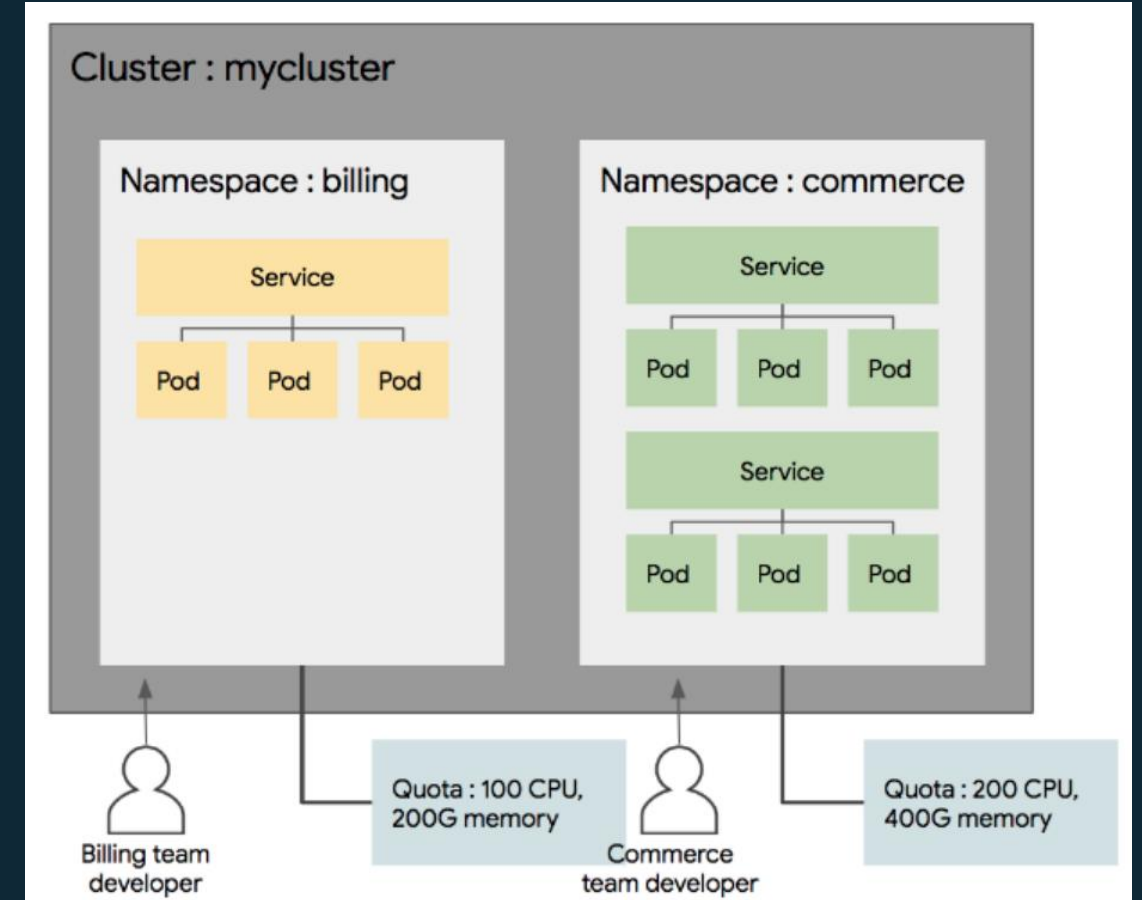 Cluster : mycluster
Namespace : billing
Service
Pod
Pod
Pod
Namespace : commerce
Service
Pod
Pod
Pod
Service
Pod
Pod
Pod
Billing team
developer
Quota : 100 CPU,
200G memory
Commerce
team developer
Quota : 200 CPU,
400G memory